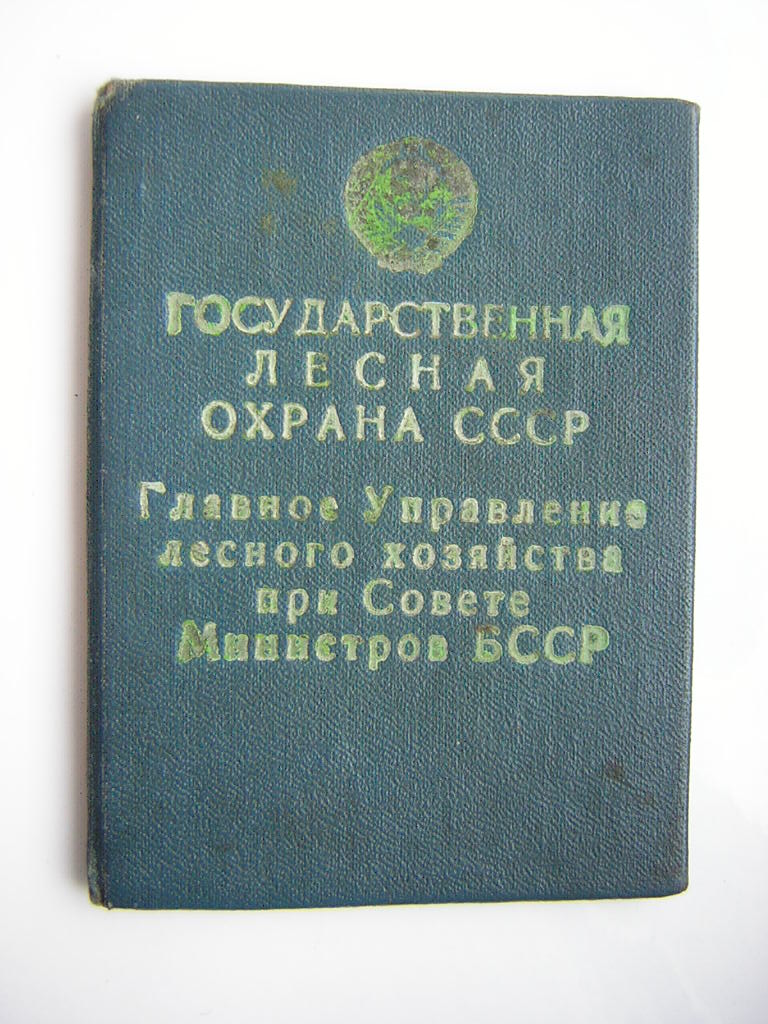 ГОСУДАРСТВЕННАЯ
ЛЕСНАЯ
ОХРАНА СССР
Главное Управление
лесного хозяйства
при Совете
Министров БССР